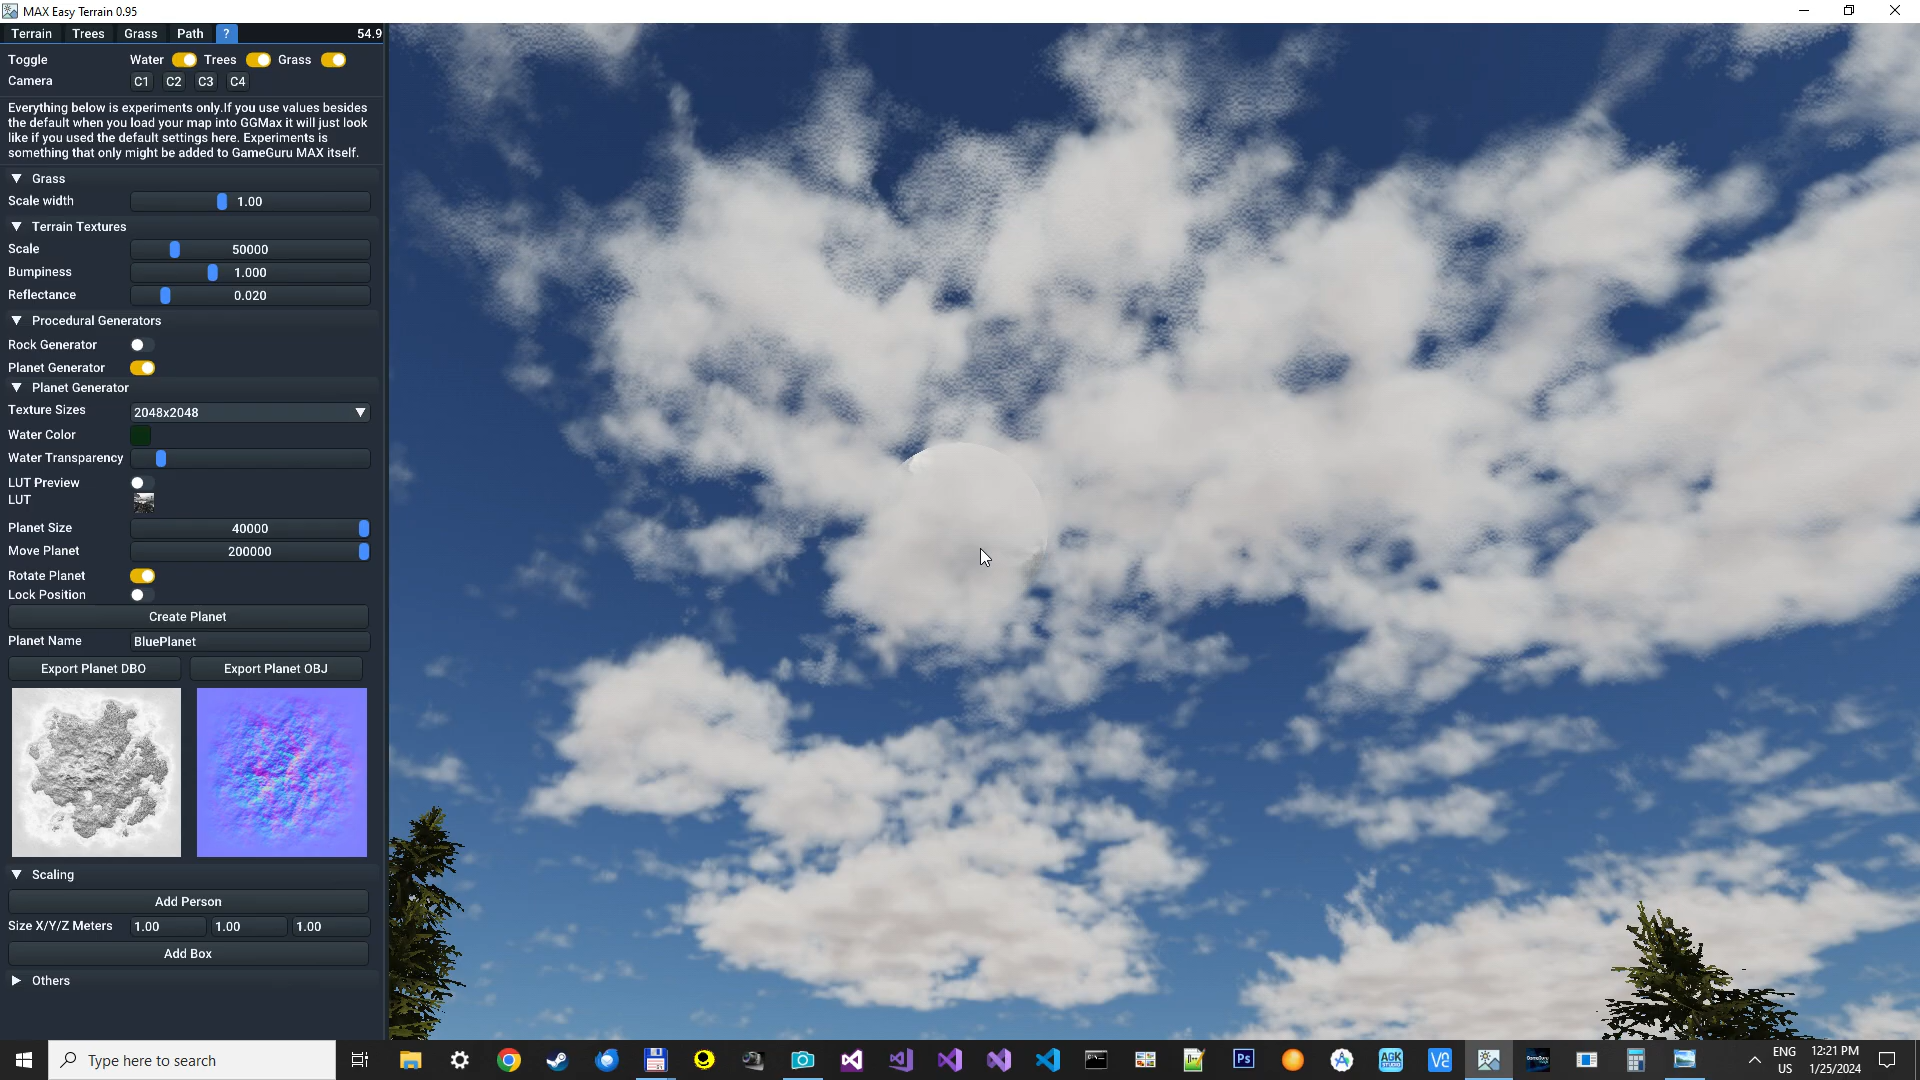 MAX Easy Terrain 0.95
Terrain Trees Grass Path ? 54.9
Toggle Water Trees Grass
Camera C1 C2 C3 C4
Everything below is experiments only.If you use values besides
the default when you load your map into GGMax it will just look
like if you used the default settings here. Experiments is
something that only might be added to GameGuru MAX itself.
Grass
Scale width 1.00
Terrain Textures
Scale 50000
Bumpiness 1.000
Reflectance 0.020
Procedural Generators
Rock Generator
Planet Generator
Planet Generator
Texture Sizes 2048x2048
Water Color
Water Transparency
LUT Preview
LUT
Planet Size 40000
Move Planet 200000
Rotate Planet
Lock Position
Create Planet
Planet Name BluePlanet
Export Planet DBO Export Planet OBJ
Scaling
Add Person
Size X/Y/Z Meters 1.00 1.00 1.00
Add Box
Others
Type here to search
Ps
AGK
STUDIO
ENG
US
12:21 PM
1/25/2024